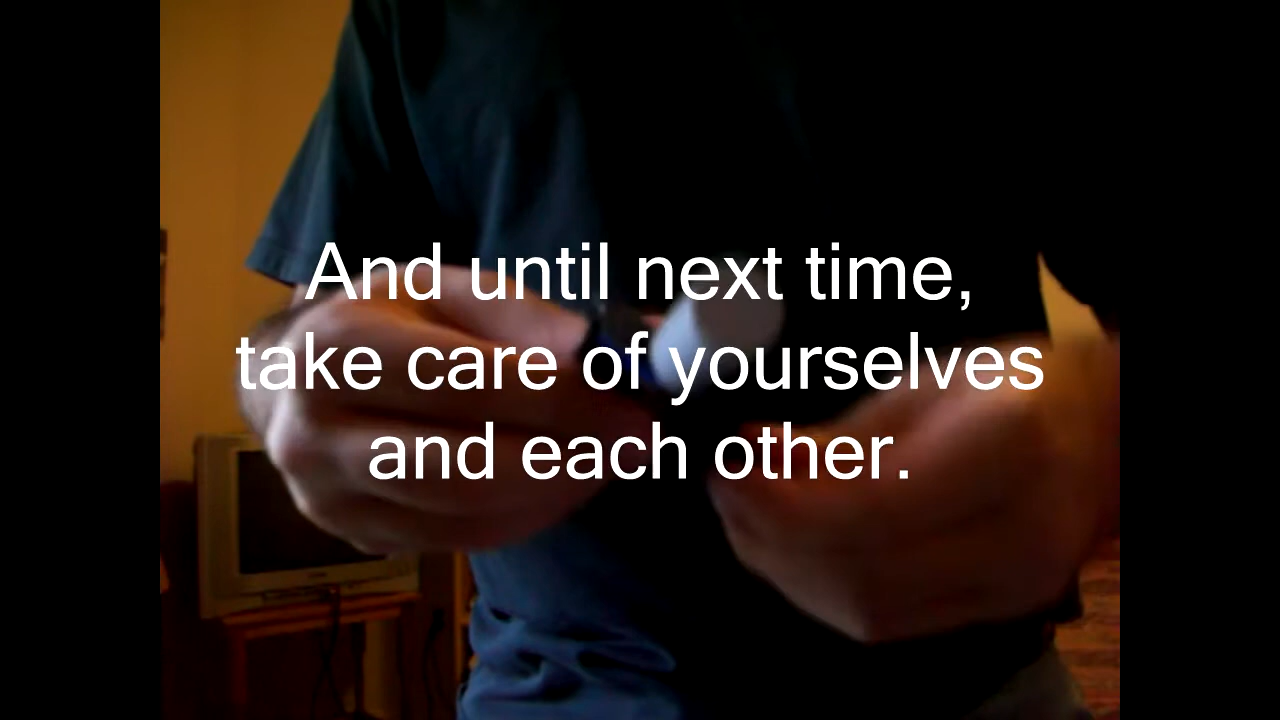 And until next time,
take care of yourselves
and each other.